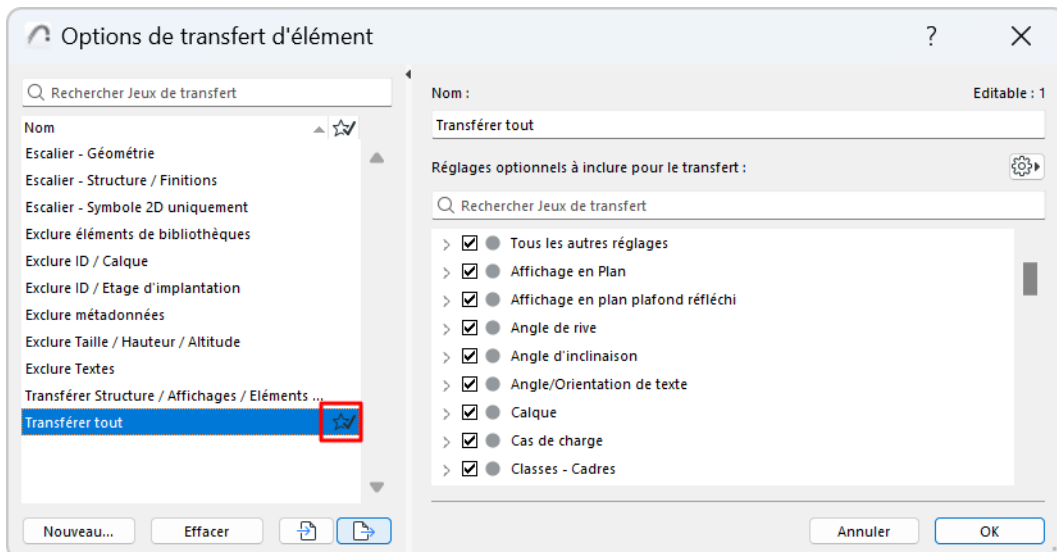 Options de transfert d'élément
?
Rechercher Jeux de transfert
Nom
Escalier - Géométrie
Escalier - Structure / Finitions
Escalier - Symbole 2D uniquement
Exclure éléments de bibliothèques
Exclure ID / Calque
Exclure ID / Etage d'implantation
Exclure métadonnées
Exclure Taille / Hauteur / Altitude
Exclure Textes
Transférer Structure / Affichages / Eléments ...
Transférer tout
Nouveau...
Effacer
Nom :
Editable : 1
Transférer tout
Réglages optionnels à inclure pour le transfert :
Rechercher Jeux de transfert
Tous les autres réglages
Affichage en Plan
Affichage en plan plafond réfléchi
Angle de rive
Angle d'inclinaison
Angle/Orientation de texte
Calque
Cas de charge
Classes - Cadres
Annuler
OK